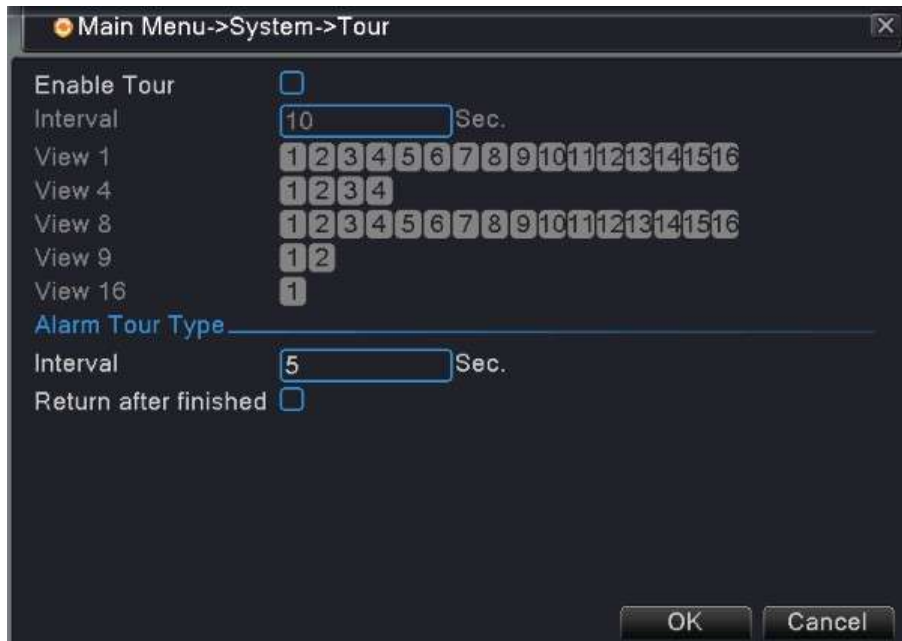 Main Menu->System->Tour
Enable Tour
Interval 10 Sec.
View 1 1 2 3 4 5 6 7 8 9 10 11 12 13 14 15 16
View 4 1 2 3 4
View 8 1 2 3 4 5 6 7 8 9 10 11 12 13 14 15 16
View 9 1 2
View 16 1
Alarm Tour Type
Interval 5 Sec.
Return after finished
OK Cancel